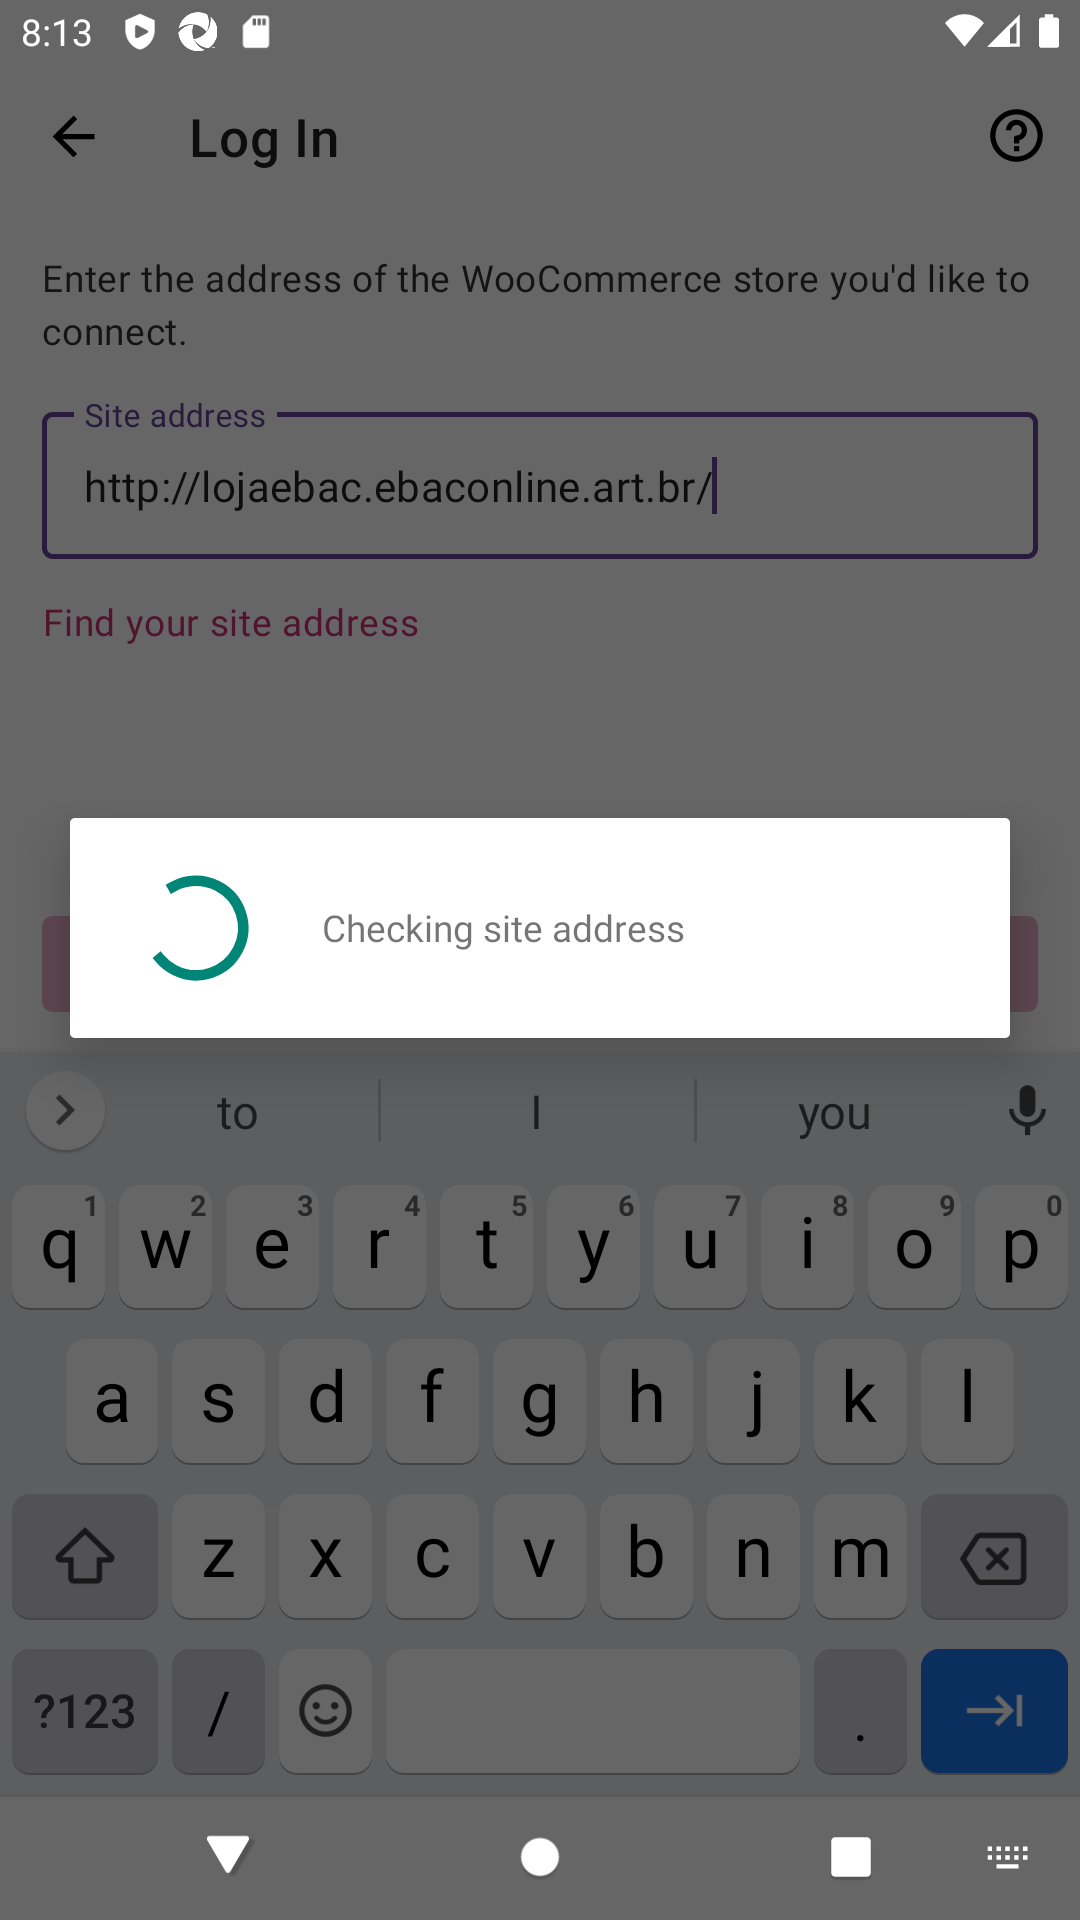 8:13
Log In
Enter the address of the WooCommerce store you'd like to
connect.
Site address
http://lojaebac.ebaconline.art.br/
Find your site address
Checking site address
to I you
1 2 3 4 5 6 7 8 9 0
q w e r t y u i o p
a s d f g h j k l
z x c v b n m
?123 / .